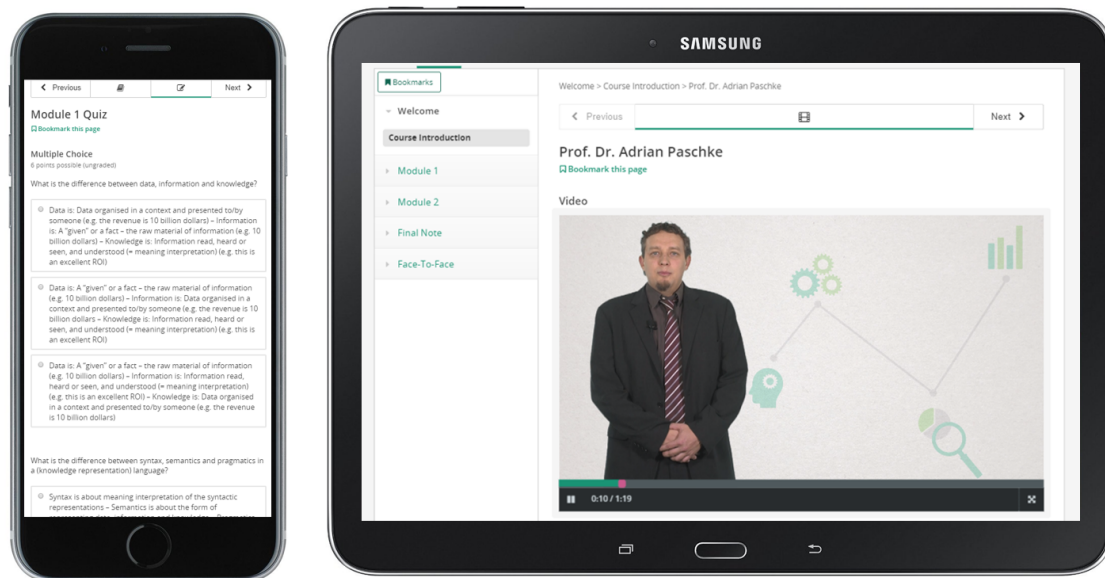 Previous
Next
Module 1 Quiz
Bookmark this page
Multiple Choice
6 points possible (ungraded)
What is the difference between data, information and knowledge?
Data is: Data organised in a context and presented to/by
someone (e.g. the revenue is 10 billion dollars) – Information
is: A "given" or a fact – the raw material of information (e.g. 10
billion dollars) – Knowledge is: Information read, heard or
seen, and understood (= meaning interpretation) (e.g. this is
an excellent ROI)
Data is: A "given" or a fact – the raw material of information
(e.g. 10 billion dollars) – Information is: Data organised in a
context and presented to/by someone (e.g. the revenue is 10
billion dollars – Knowledge is: Information read, heard or
seen, and understood (= meaning interpretation) (e.g. this is
an excellent ROI)
Data is: A "given" or a fact – the raw material of information
(e.g. 10 billion dollars) – Information is: Information read,
heard or seen, and understood (= meaning interpretation)
(e.g. this is an excellent ROI) – Knowledge is: Data organised
in a context and presented to/by someone (e.g. the revenue
is 10 billion dollars)
What is the difference between syntax, semantics and pragmatics in
a (knowledge representation) language?
Syntax is about meaning interpretation of the syntactic
representations – Semantics is about the form of
SAMSUNG
Bookmarks
Welcome
Course Introduction
Module 1
Module 2
Final Note
Face-To-Face
Welcome > Course Introduction > Prof. Dr. Adrian Paschke
Previous
Next
Prof. Dr. Adrian Paschke
Bookmark this page
Video
0:10 / 1:19